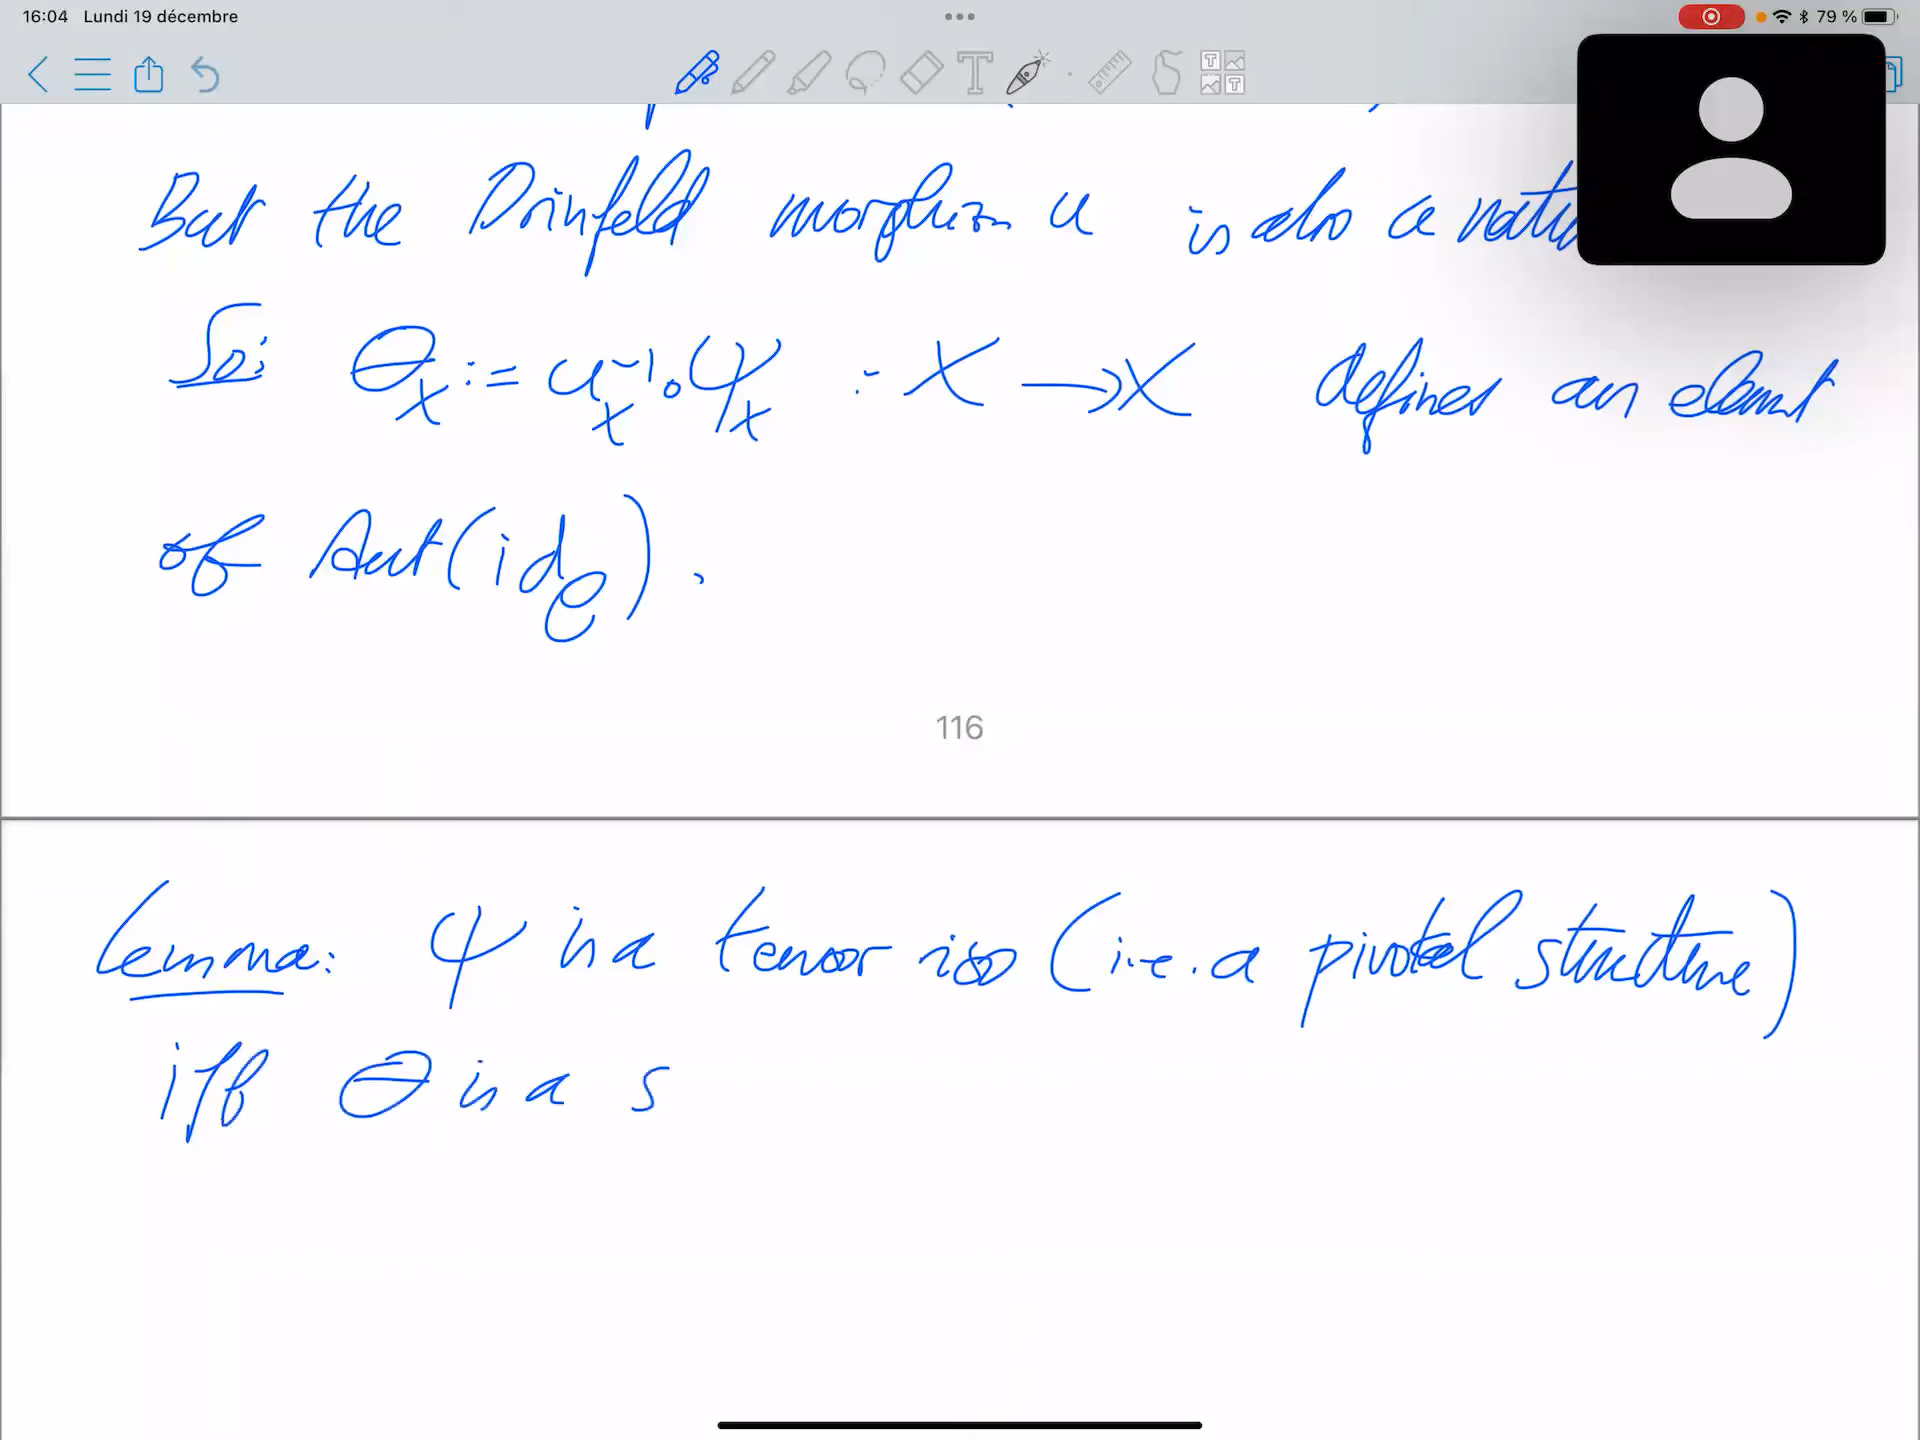 16:04 Lundi 19 décembre
79 %
But the Drinfeld morphism u is also a natu
So: θ_X := u_X^{-1} ∘ ψ_X : X → X defines an element
of Aut(id_𝒞).
116
Lemma: ψ is a tensor iso (i.e. a pivotal structure)
iff θ is a s